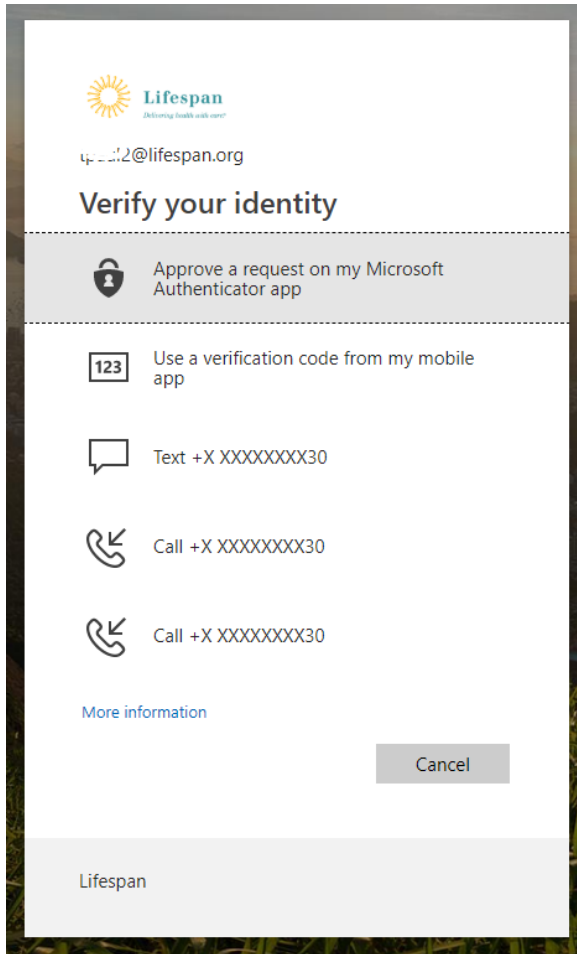 Lifespan
Delivering health with care®
@lifespan.org
Verify your identity
Approve a request on my Microsoft
Authenticator app
123
Use a verification code from my mobile
app
Text +X XXXXXXXX30
Call +X XXXXXXXX30
Call +X XXXXXXXX30
More information
Cancel
Lifespan